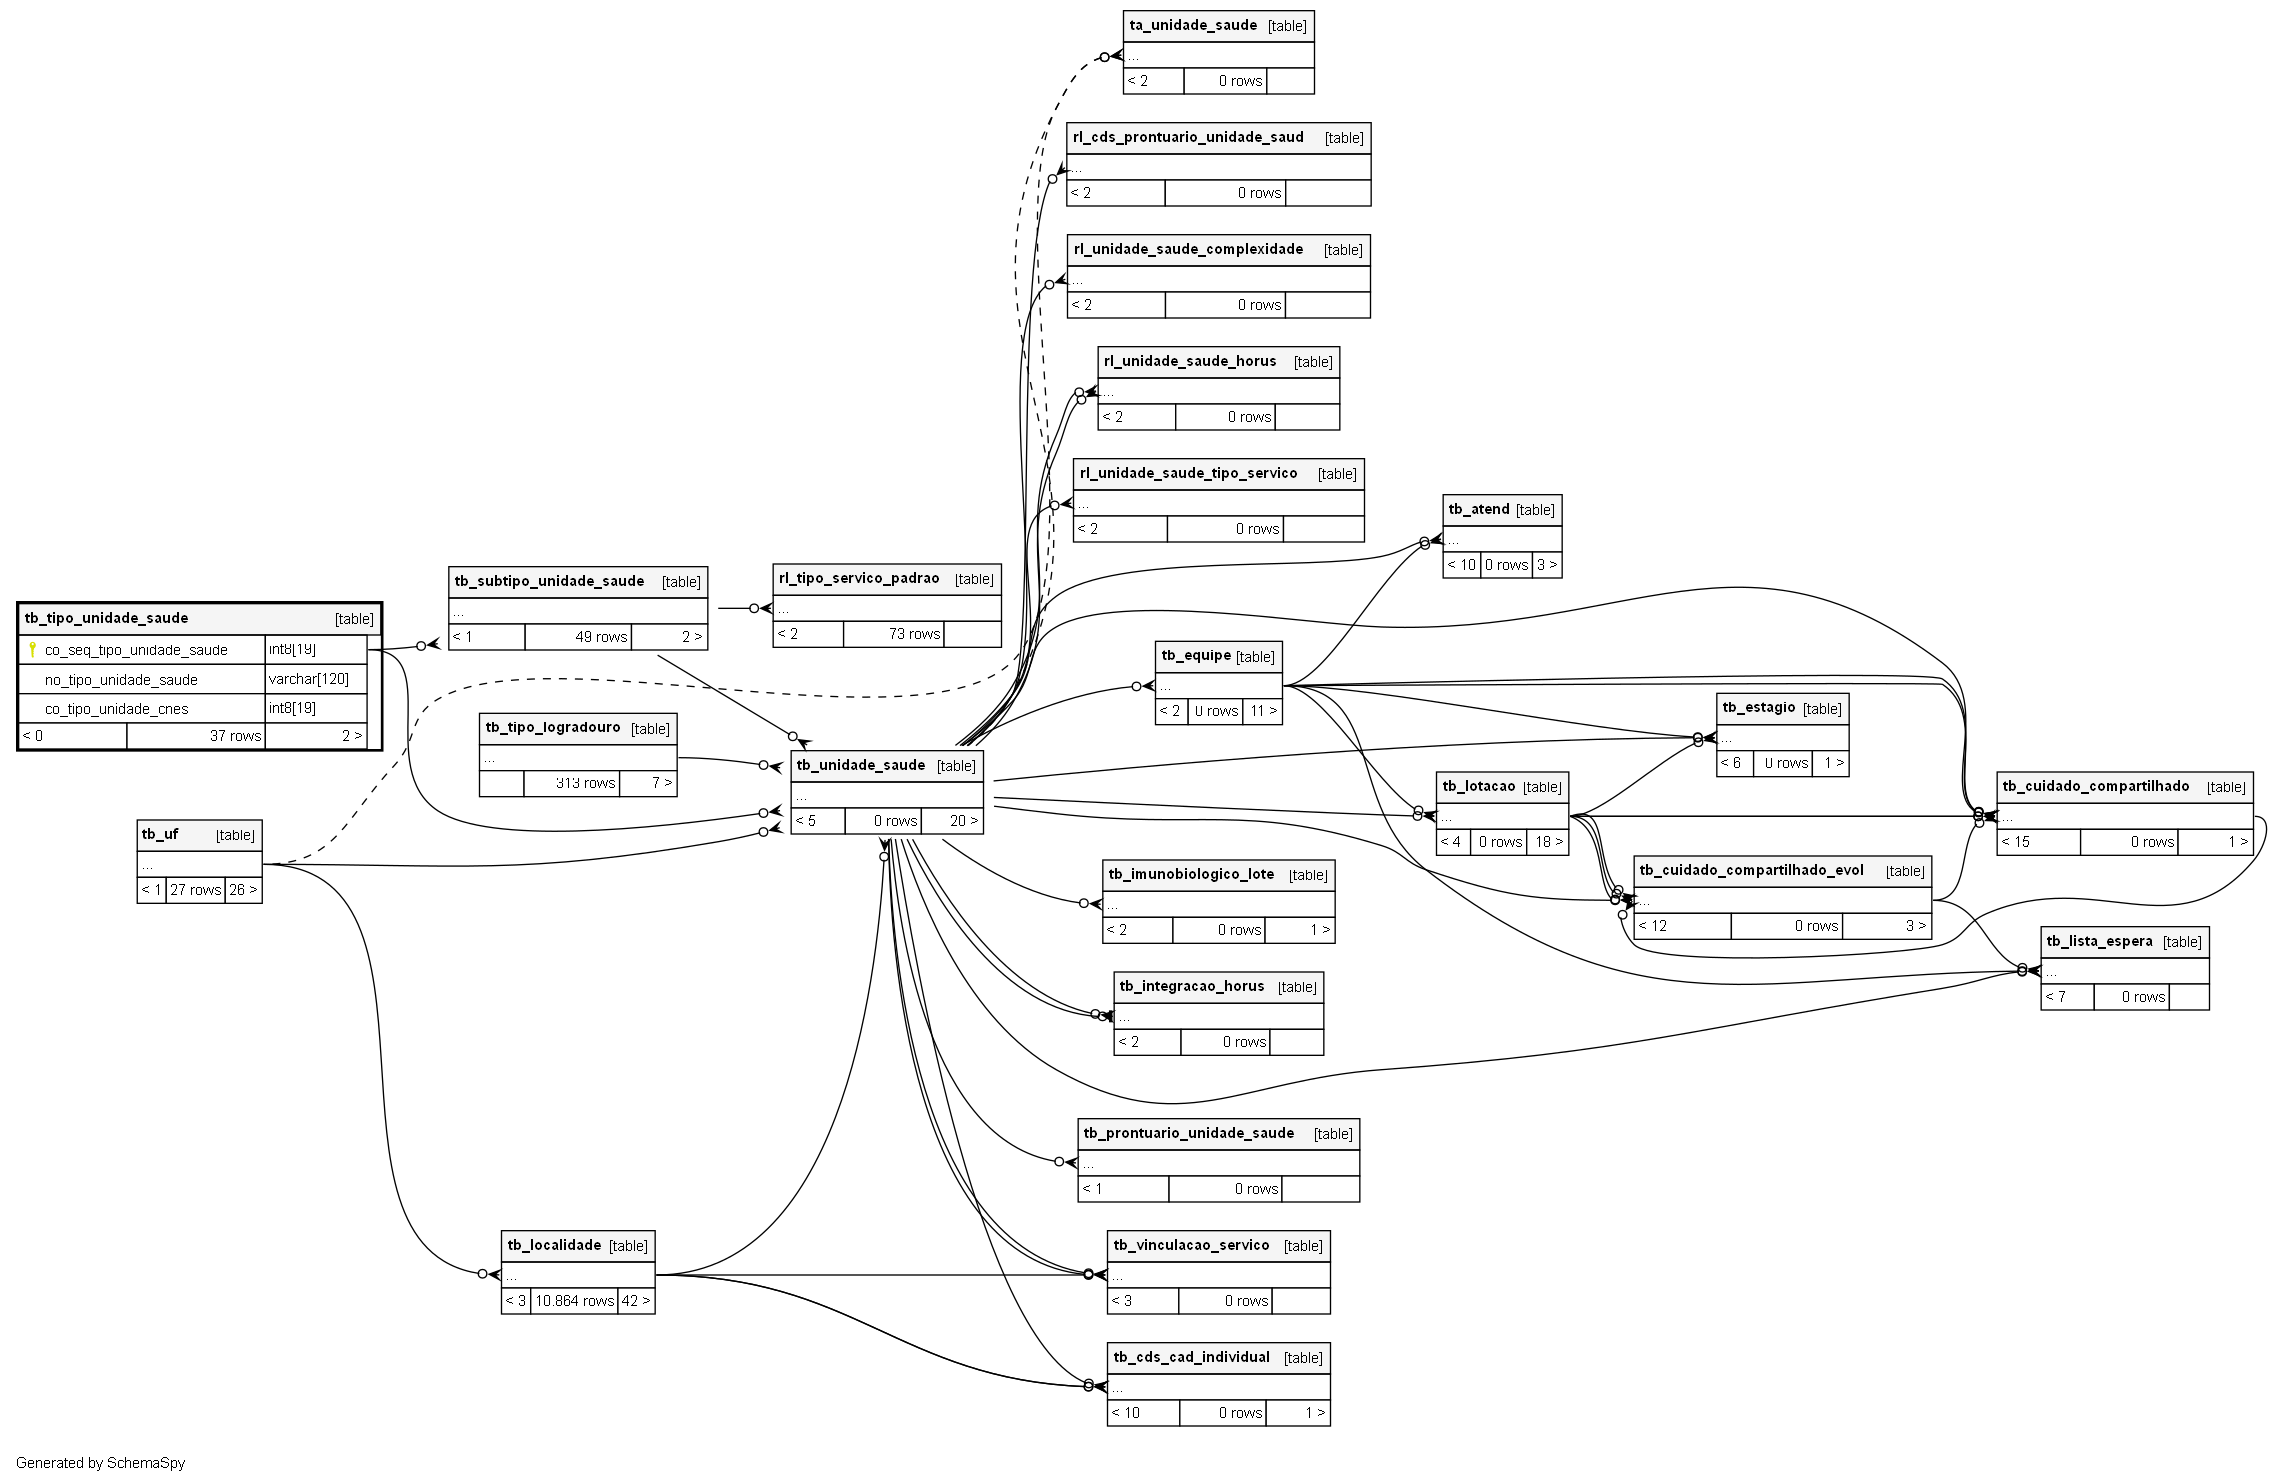 ta_unidade_saude [table]
...
< 2 0 rows
rl_cds_prontuario_unidade_saud [table]
...
< 2 0 rows
rl_unidade_saude_complexidade [table]
...
< 2 0 rows
rl_unidade_saude_horus [table]
...
< 2 0 rows
rl_unidade_saude_tipo_servico [table]
...
< 2 0 rows
tb_atend [table]
...
< 10 0 rows 3 >
tb_subtipo_unidade_saude [table]
...
< 1 49 rows 2 >
rl_tipo_servico_padrao [table]
...
< 2 73 rows
tb_tipo_unidade_saude [table]
co_seq_tipo_unidade_saude int8[19]
no_tipo_unidade_saude varchar[120]
co_tipo_unidade_cnes int8[19]
< 0 37 rows 2 >
tb_equipe [table]
...
< 2 0 rows 11 >
tb_estagio [table]
...
< 6 0 rows 1 >
tb_tipo_logradouro [table]
...
313 rows 7 >
tb_unidade_saude [table]
...
< 5 0 rows 20 >
tb_lotacao [table]
...
< 4 0 rows 18 >
tb_cuidado_compartilhado [table]
...
< 15 0 rows 1 >
tb_uf [table]
...
< 1 27 rows 26 >
tb_imunobiologico_lote [table]
...
< 2 0 rows 1 >
tb_cuidado_compartilhado_evol [table]
...
< 12 0 rows 3 >
tb_lista_espera [table]
...
< 7 0 rows
tb_integracao_horus [table]
...
< 2 0 rows
tb_prontuario_unidade_saude [table]
...
< 1 0 rows
tb_localidade [table]
...
< 3 10.864 rows 42 >
tb_vinculacao_servico [table]
...
< 3 0 rows
tb_cds_cad_individual [table]
...
< 10 0 rows 1 >
Generated by SchemaSpy